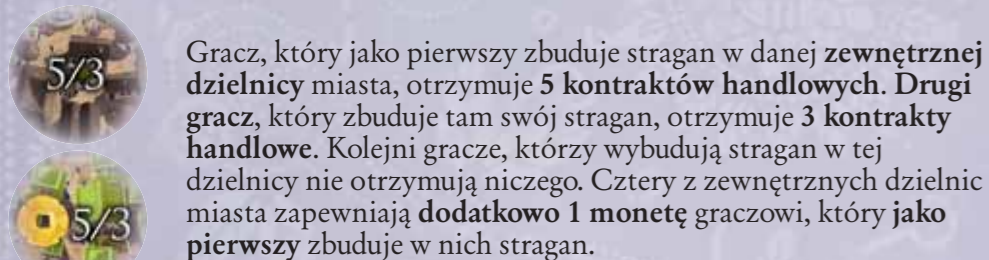 5/3
Gracz, który jako pierwszy zbuduje stragan w danej zewnętrznej
dzielnicy miasta, otrzymuje 5 kontraktów handlowych. Drugi
gracz, który zbuduje tam swój stragan, otrzymuje 3 kontrakty
handlowe. Kolejni gracze, którzy wybudują stragan w tej
dzielnicy nie otrzymują niczego. Cztery z zewnętrznych dzielnic
miasta zapewniają dodatkowo 1 monetę graczowi, który jako
pierwszy zbuduje w nich stragan.
5/3